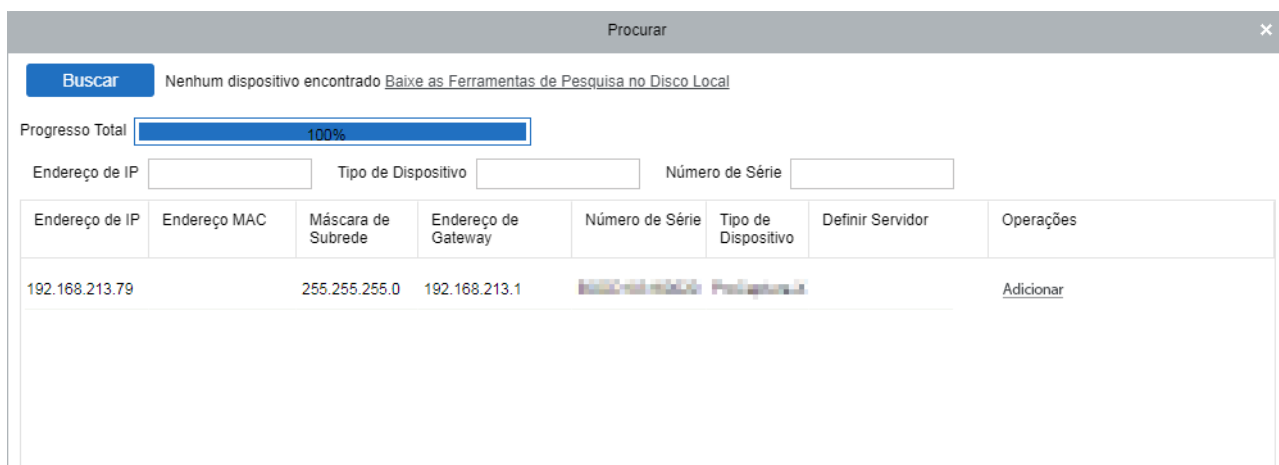 Procurar
Buscar Nenhum dispositivo encontrado Baixe as Ferramentas de Pesquisa no Disco Local
Progresso Total 100%
Endereço de IP Tipo de Dispositivo Número de Série
Endereço de IP Endereço MAC Máscara de Subrede Endereço de Gateway Número de Série Tipo de Dispositivo Definir Servidor Operações
192.168.213.79 255.255.255.0 192.168.213.1 Adicionar